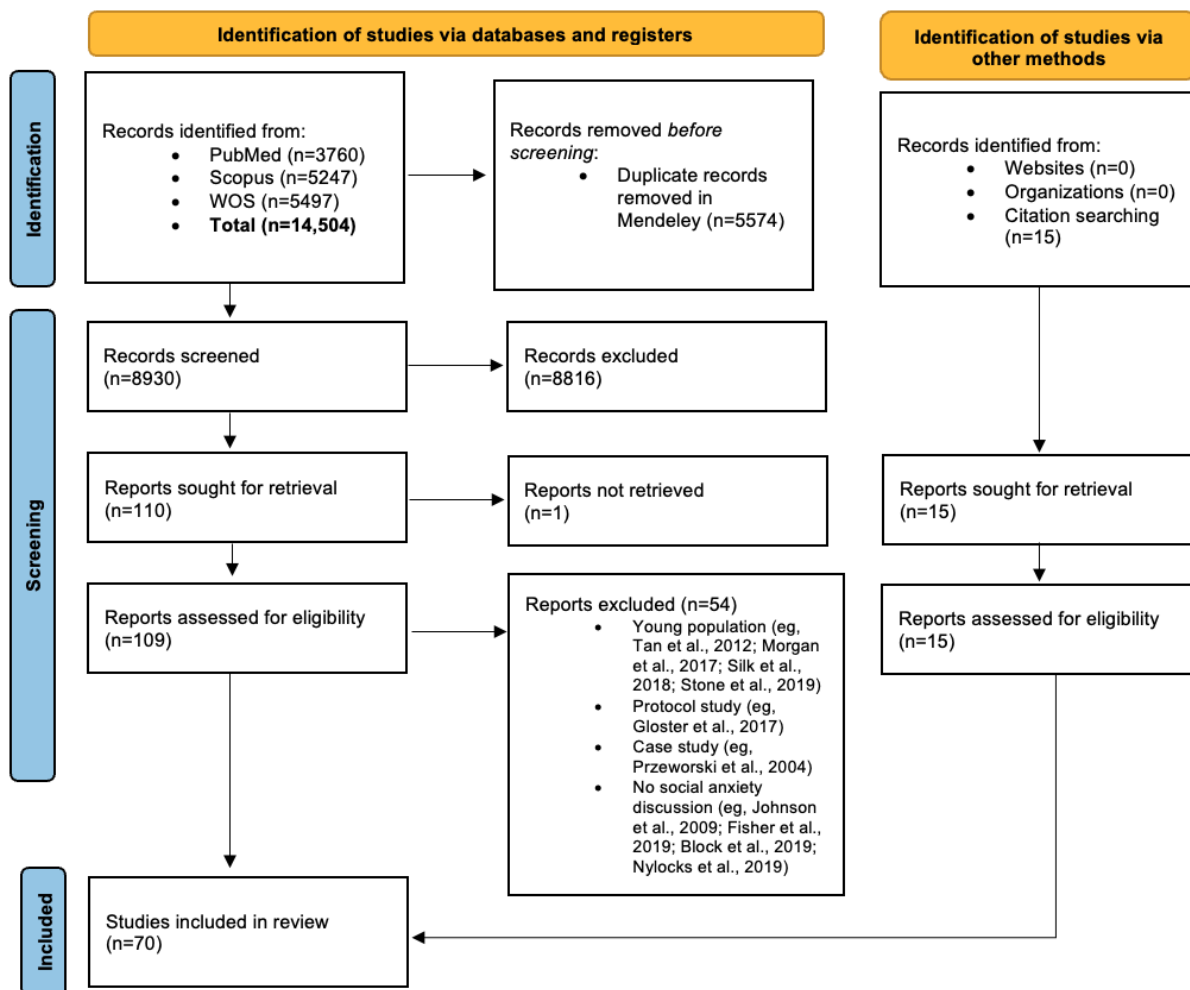 Identification of studies via databases and registers
Identification of studies via
other methods
Identification
Records identified from:
• PubMed (n=3760)
• Scopus (n=5247)
• WOS (n=5497)
• Total (n=14,504)
Records removed before
screening:
• Duplicate records
removed in
Mendeley (n=5574)
Records identified from:
• Websites (n=0)
• Organizations (n=0)
• Citation searching
(n=15)
Screening
Records screened
(n=8930)
Records excluded
(n=8816)
Reports sought for retrieval
(n=110)
Reports not retrieved
(n=1)
Reports sought for retrieval
(n=15)
Reports assessed for eligibility
(n=109)
Reports excluded (n=54)
• Young population (eg,
Tan et al., 2012; Morgan
et al., 2017; Silk et al.,
2018; Stone et al., 2019)
• Protocol study (eg,
Gloster et al., 2017)
• Case study (eg,
Przeworski et al., 2004)
• No social anxiety
discussion (eg, Johnson
et al., 2009; Fisher et al.,
2019; Block et al., 2019;
Nylocks et al., 2019)
Reports assessed for eligibility
(n=15)
Included
Studies included in review
(n=70)